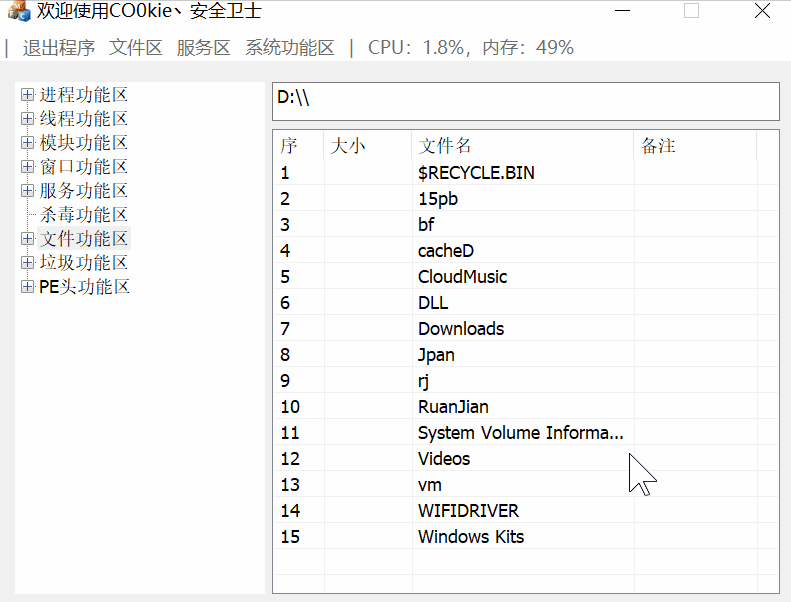 欢迎使用CO0kie丶安全卫士
| 退出程序 文件区 服务区 系统功能区 | CPU：1.8%，内存：49%
进程功能区
线程功能区
模块功能区
窗口功能区
服务功能区
杀毒功能区
文件功能区
垃圾功能区
PE头功能区
D:\\
序 大小 文件名 备注
1 $RECYCLE.BIN
2 15pb
3 bf
4 cacheD
5 CloudMusic
6 DLL
7 Downloads
8 Jpan
9 rj
10 RuanJian
11 System Volume Informa...
12 Videos
13 vm
14 WIFIDRIVER
15 Windows Kits